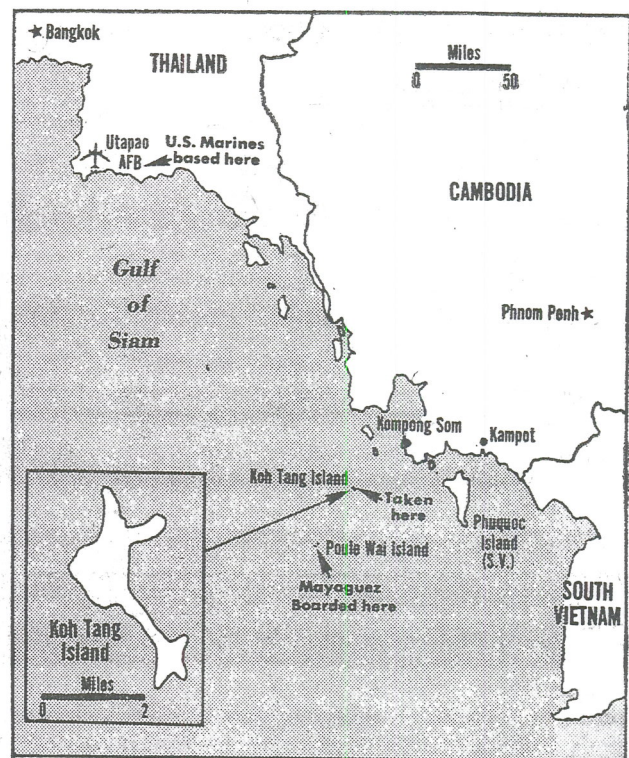 Bangkok
THAILAND
Miles
0 50
Utapao
AFB
U.S. Marines
based here
CAMBODIA
Gulf
of
Siam
Phnom Penh
Kompong Som
Kampot
Koh Tang Island
Taken
here
Phuquoc
Island
(S.V.)
Poule Wai Island
Mayaguez
Boarded here
SOUTH
VIETNAM
Koh Tang
Island
Miles
0 2